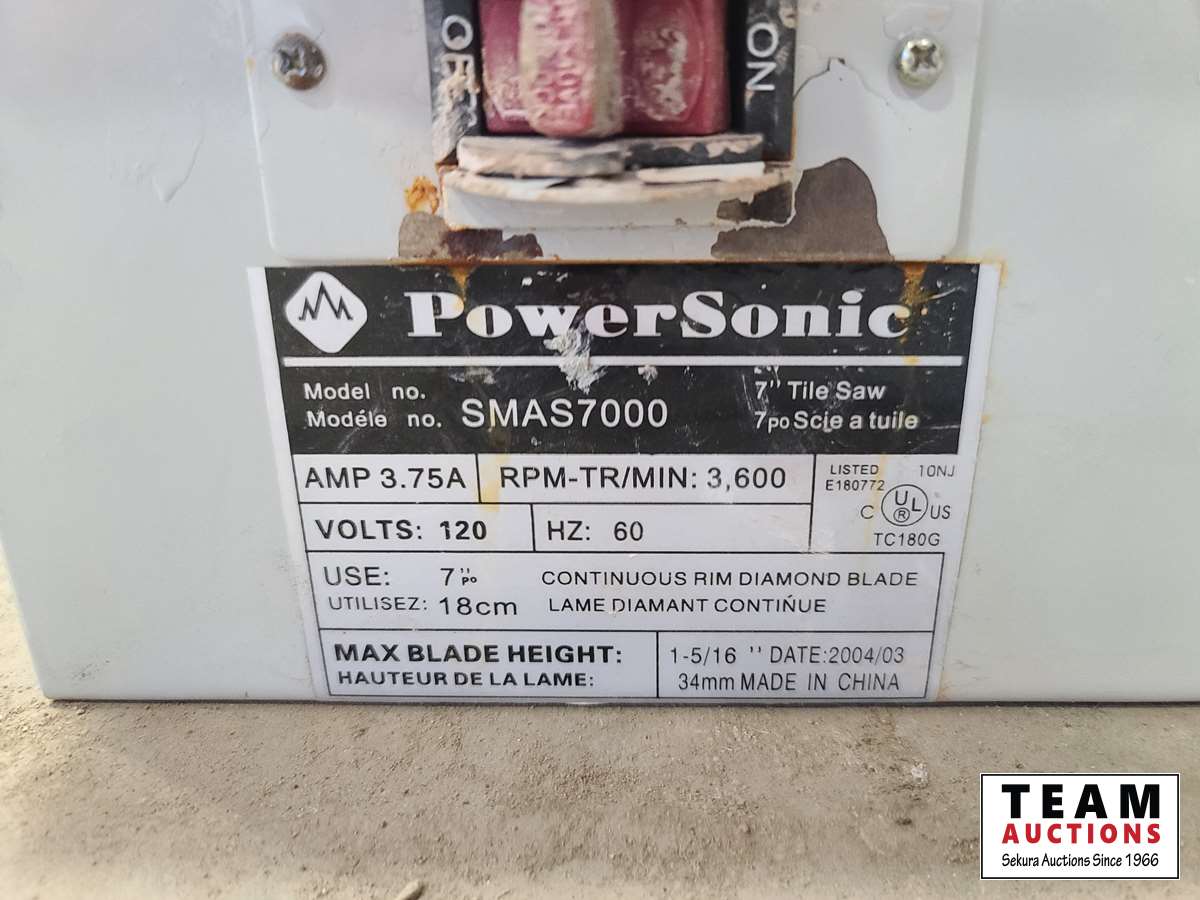 OFF
ON
PowerSonic
Model no.
Modéle no. SMAS7000
7" Tile Saw
7po Scie a tuile
AMP 3.75A
RPM-TR/MIN: 3,600
VOLTS: 120
HZ: 60
LISTED 10NJ
E180772
C UL ® US
TC180G
USE: 7" po CONTINUOUS RIM DIAMOND BLADE
UTILISEZ: 18cm LAME DIAMANT CONTIŃUE
MAX BLADE HEIGHT: 1-5/16 " DATE:2004/03
HAUTEUR DE LA LAME: 34mm MADE IN CHINA
TEAM
AUCTIONS
Sekura Auctions Since 1966